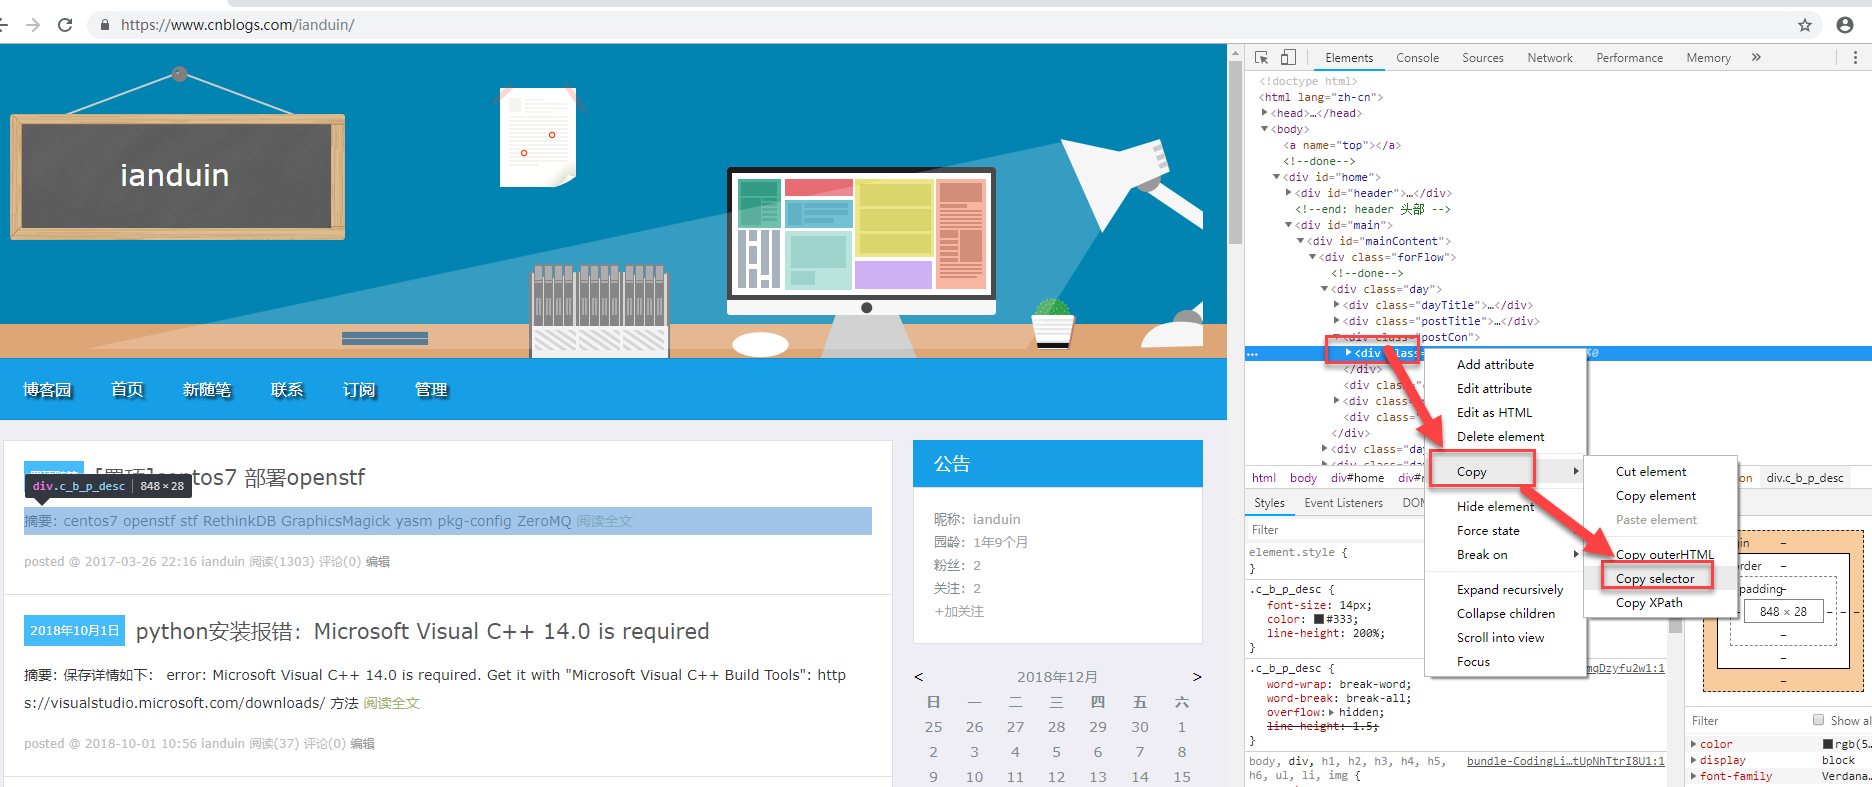 https://www.cnblogs.com/ianduin/
ianduin
博客园 首页 新随笔 联系 订阅 管理
[置顶]centos7 部署openstf
div.c_b_p_desc 848 × 28
摘要: centos7 openstf stf RethinkDB GraphicsMagick yasm pkg-config ZeroMQ 阅读全文
posted @ 2017-03-26 22:16 ianduin 阅读(1303) 评论(0) 编辑
2018年10月1日 python安装报错：Microsoft Visual C++ 14.0 is required
摘要: 保存详情如下： error: Microsoft Visual C++ 14.0 is required. Get it with "Microsoft Visual C++ Build Tools": http
s://visualstudio.microsoft.com/downloads/ 方法 阅读全文
posted @ 2018-10-01 10:56 ianduin 阅读(37) 评论(0) 编辑
公告
昵称：ianduin
园龄：1年9个月
粉丝：2
关注：2
+加关注
< 2018年12月 >
日 一 二 三 四 五 六
25 26 27 28 29 30 1
2 3 4 5 6 7 8
9 10 11 12 13 14 15
Elements Console Sources Network Performance Memory »
<!doctype html>
<html lang="zh-cn">
<head>…</head>
<body>
<a name="top"></a>
<!--done-->
<div id="home">
<div id="header">…</div>
<!--end: header 头部 -->
<div id="main">
<div id="mainContent">
<div class="forFlow">
<!--done-->
<div class="day">
<div class="dayTitle">…</div>
<div class="postTitle">…</div>
<div class="postCon">
<div class=
</div>
<div class=
<div class=
<div class=
</div>
<div class="day
html body div#home div.c_b_p_desc
Styles Event Listeners DOM
Filter
element.style {
}
.c_b_p_desc {
font-size: 14px;
color: #333;
line-height: 200%;
}
.c_b_p_desc { mqDzyfu2w1:1
word-wrap: break-word;
word-break: break-all;
overflow: hidden;
line-height: 1.5;
}
body, div, h1, h2, h3, h4, h5, bundle-CodingLi…tUpNhTtrI8U1:1
h6, ul, li, img {
Add attribute
Edit attribute
Edit as HTML
Delete element
Copy
Hide element
Force state
Break on
Expand recursively
Collapse children
Scroll into view
Focus
Cut element
Copy element
Paste element
Copy outerHTML
Copy selector
Copy XPath
padding
848 × 28
Filter Show al
color rgb(5…
display block
font-family Verdana…